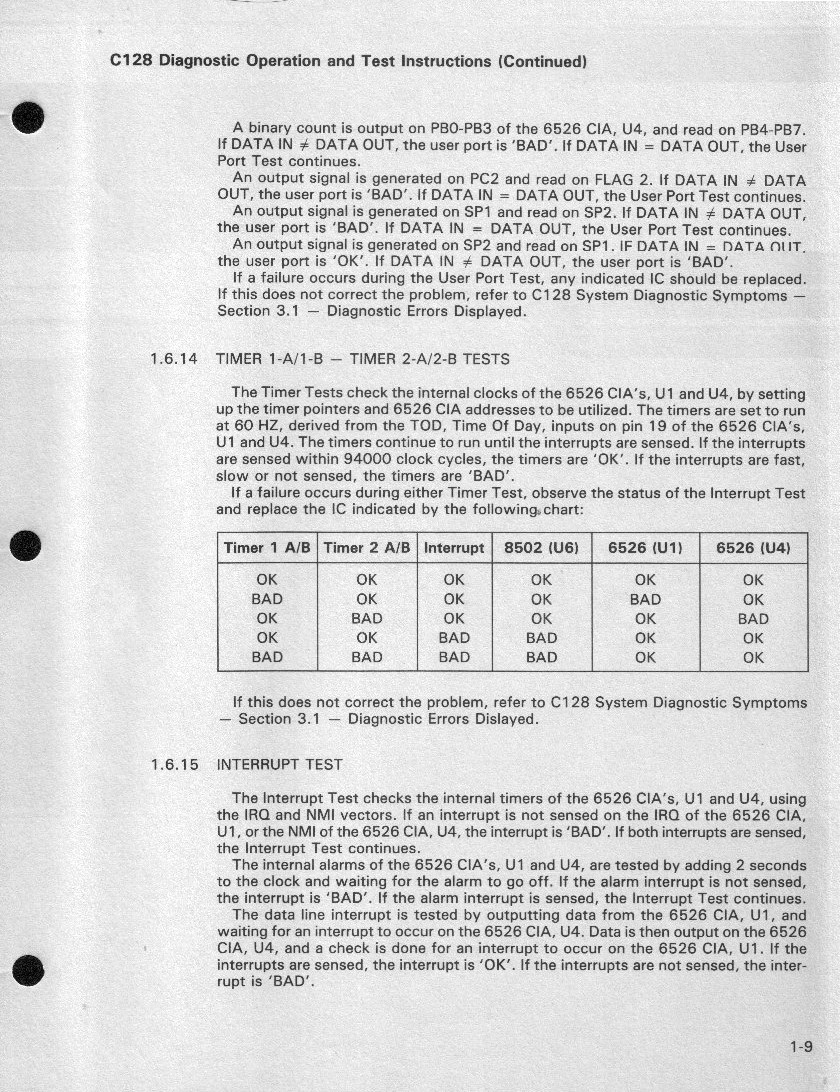 C128 Diagnostic Operation and Test Instructions (Continued)
A binary count is output on PB0-PB3 of the 6526 CIA, U4, and read on PB4-PB7.
If DATA IN ≠ DATA OUT, the user port is 'BAD'. If DATA IN = DATA OUT, the User
Port Test continues.
An output signal is generated on PC2 and read on FLAG 2. If DATA IN ≠ DATA
OUT, the user port is 'BAD'. If DATA IN = DATA OUT, the User Port Test continues.
An output signal is generated on SP1 and read on SP2. If DATA IN ≠ DATA OUT,
the user port is 'BAD'. If DATA IN = DATA OUT, the User Port Test continues.
An output signal is generated on SP2 and read on SP1. IF DATA IN = DATA OUT,
the user port is 'OK'. If DATA IN ≠ DATA OUT, the user port is 'BAD'.
If a failure occurs during the User Port Test, any indicated IC should be replaced.
If this does not correct the problem, refer to C128 System Diagnostic Symptoms —
Section 3.1 — Diagnostic Errors Displayed.
1.6.14 TIMER 1-A/1-B — TIMER 2-A/2-B TESTS
The Timer Tests check the internal clocks of the 6526 CIA's, U1 and U4, by setting
up the timer pointers and 6526 CIA addresses to be utilized. The timers are set to run
at 60 HZ, derived from the TOD, Time Of Day, inputs on pin 19 of the 6526 CIA's,
U1 and U4. The timers continue to run until the interrupts are sensed. If the interrupts
are sensed within 94000 clock cycles, the timers are 'OK'. If the interrupts are fast,
slow or not sensed, the timers are 'BAD'.
If a failure occurs during either Timer Test, observe the status of the Interrupt Test
and replace the IC indicated by the following chart:
Timer 1 A/B Timer 2 A/B Interrupt 8502 (U6) 6526 (U1) 6526 (U4)
OK OK OK OK OK OK
BAD OK OK OK BAD OK
OK BAD OK OK OK BAD
OK OK BAD BAD OK OK
BAD BAD BAD BAD OK OK
If this does not correct the problem, refer to C128 System Diagnostic Symptoms
— Section 3.1 — Diagnostic Errors Dislayed.
1.6.15 INTERRUPT TEST
The Interrupt Test checks the internal timers of the 6526 CIA's, U1 and U4, using
the IRQ and NMI vectors. If an interrupt is not sensed on the IRQ of the 6526 CIA,
U1, or the NMI of the 6526 CIA, U4, the interrupt is 'BAD'. If both interrupts are sensed,
the Interrupt Test continues.
The internal alarms of the 6526 CIA's, U1 and U4, are tested by adding 2 seconds
to the clock and waiting for the alarm to go off. If the alarm interrupt is not sensed,
the interrupt is 'BAD'. If the alarm interrupt is sensed, the Interrupt Test continues.
The data line interrupt is tested by outputting data from the 6526 CIA, U1, and
waiting for an interrupt to occur on the 6526 CIA, U4. Data is then output on the 6526
CIA, U4, and a check is done for an interrupt to occur on the 6526 CIA, U1. If the
interrupts are sensed, the interrupt is 'OK'. If the interrupts are not sensed, the inter-
rupt is 'BAD'.
1-9